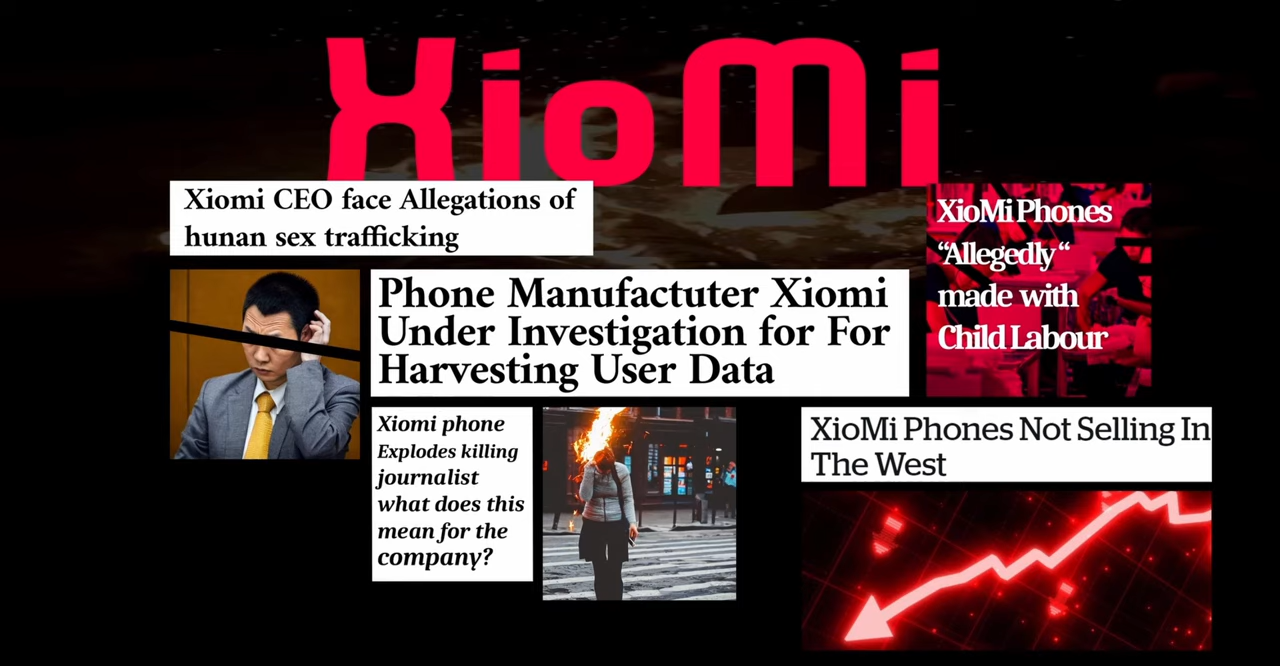 XioMi
Xiomi CEO face Allegations of
hunan sex trafficking
XioMi Phones
“Allegedly“
made with
Child Labour
Phone Manufactuter Xiomi
Under Investigation for For
Harvesting User Data
Xiomi phone
Explodes killing
journalist
what does this
mean for the
company?
XioMi Phones Not Selling In
The West